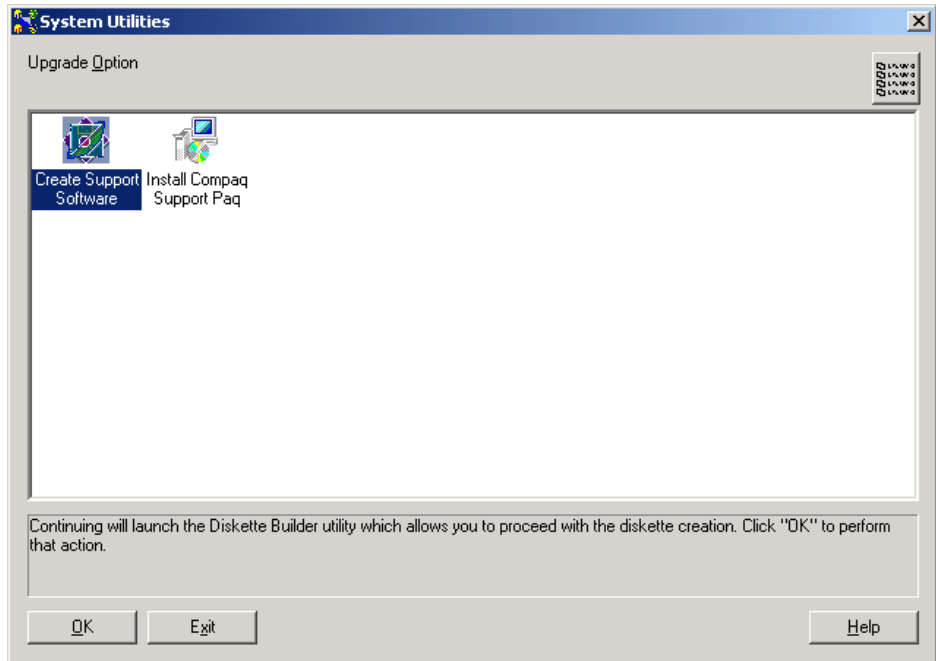 System Utilities
Upgrade Option
Create Support
Software
Install Compaq
Support Paq
Continuing will launch the Diskette Builder utility which allows you to proceed with the diskette creation. Click "OK" to perform
that action.
OK
Exit
Help